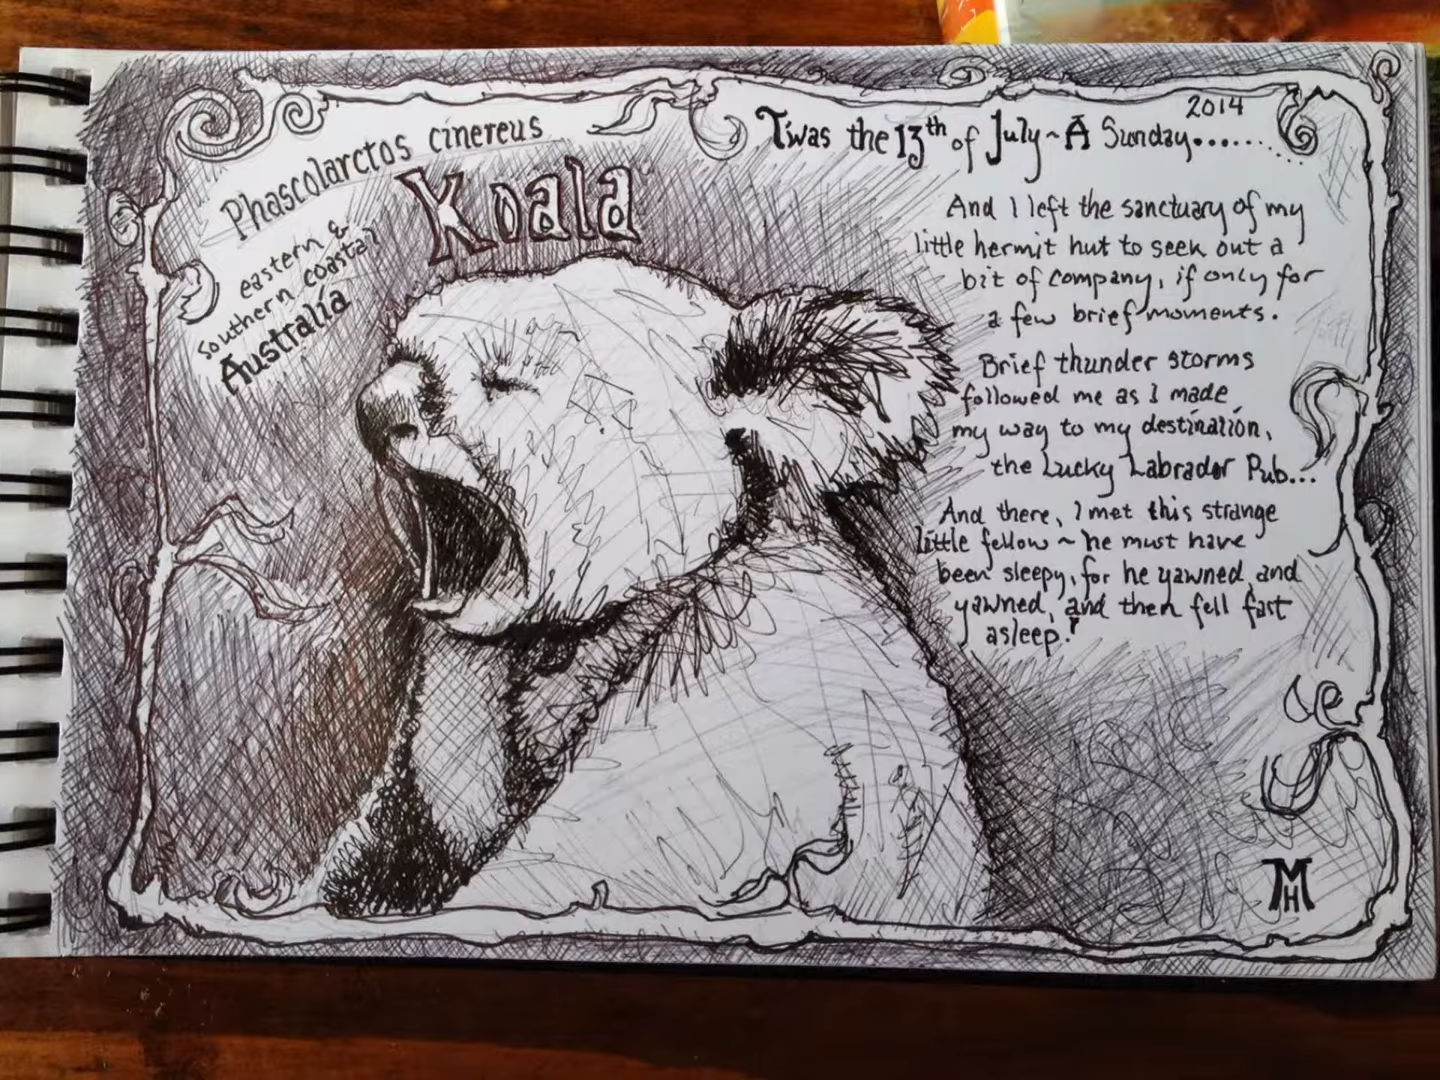 Phascolarctos cinereus
Koala
eastern &
southern coastal
Australia
2014
Twas the 13th of July ~ A Sunday........
And I left the sanctuary of my
little hermit hut to seek out a
bit of company, if only for
a few brief moments.
Brief thunder storms
followed me as I made
my way to my destination,
the Lucky Labrador Pub...
And there, I met this strange
little fellow ~ he must have
been sleepy, for he yawned, and
yawned, and then fell fast
asleep!
MH